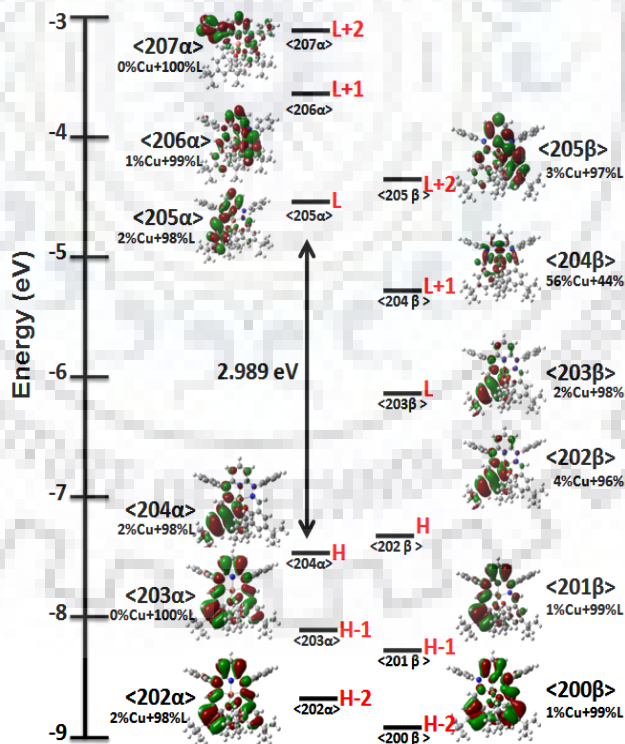 -3
-4
-5
-6
-7
-8
-9
Energy (eV)
<207α>
0%Cu+100%L
<206α>
1%Cu+99%L
<205α>
2%Cu+98%L
<204α>
2%Cu+98%L
<203α>
0%Cu+100%L
<202α>
2%Cu+98%L
L+2
<207α>
L+1
<206α>
L
<205α>
2.989 eV
H
<204α>
H-1
<203α>
H-2
<202α>
L+2
<205 β >
L+1
<204 β >
L
<203β >
H
<202 β >
H-1
<201 β >
H-2
<200 β >
<205β>
3%Cu+97%L
<204β>
56%Cu+44%
<203β>
2%Cu+98%
<202β>
4%Cu+96%
<201β>
1%Cu+99%L
<200β>
1%Cu+99%L